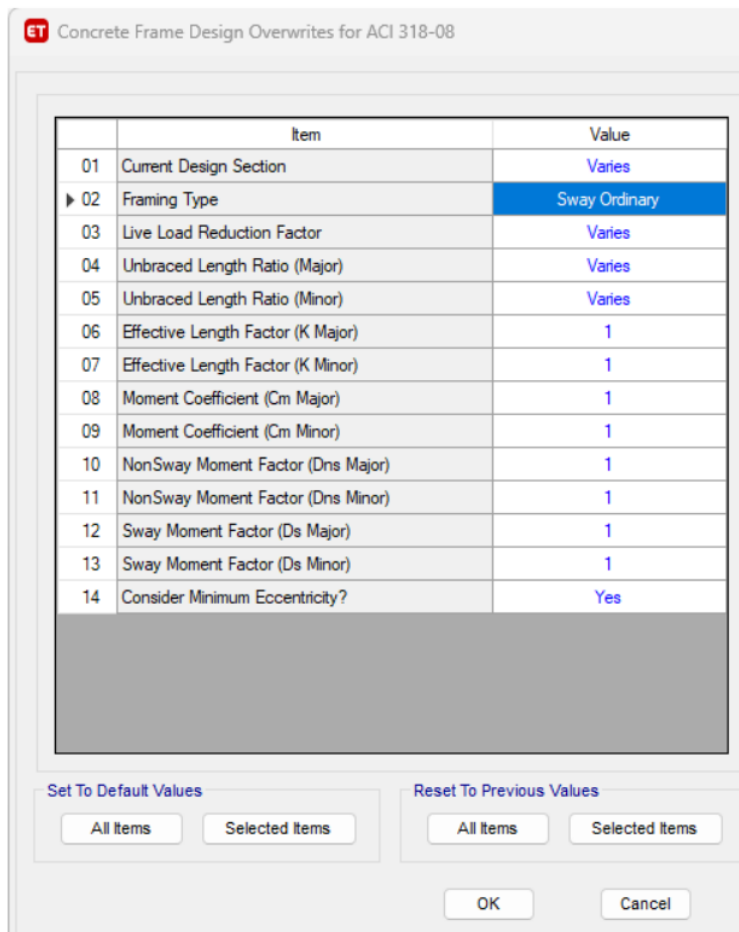 ET Concrete Frame Design Overwrites for ACI 318-08
Item Value
01 Current Design Section Varies
02 Framing Type Sway Ordinary
03 Live Load Reduction Factor Varies
04 Unbraced Length Ratio (Major) Varies
05 Unbraced Length Ratio (Minor) Varies
06 Effective Length Factor (K Major) 1
07 Effective Length Factor (K Minor) 1
08 Moment Coefficient (Cm Major) 1
09 Moment Coefficient (Cm Minor) 1
10 NonSway Moment Factor (Dns Major) 1
11 NonSway Moment Factor (Dns Minor) 1
12 Sway Moment Factor (Ds Major) 1
13 Sway Moment Factor (Ds Minor) 1
14 Consider Minimum Eccentricity? Yes
Set To Default Values Reset To Previous Values
All Items Selected Items All Items Selected Items
OK Cancel